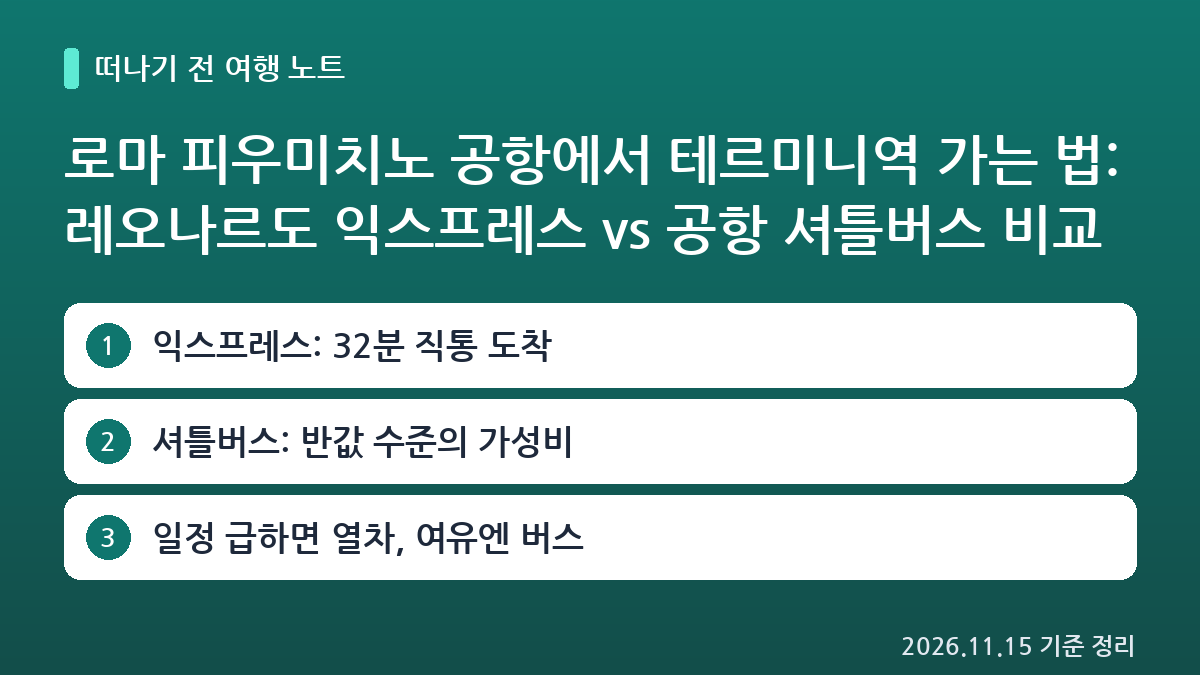 떠나기 전 여행 노트
로마 피우미치노 공항에서 테르미니역 가는 법:
레오나르도 익스프레스 vs 공항 셔틀버스 비교
1 익스프레스: 32분 직통 도착
2 셔틀버스: 반값 수준의 가성비
3 일정 급하면 열차, 여유엔 버스
2026.11.15 기준 정리